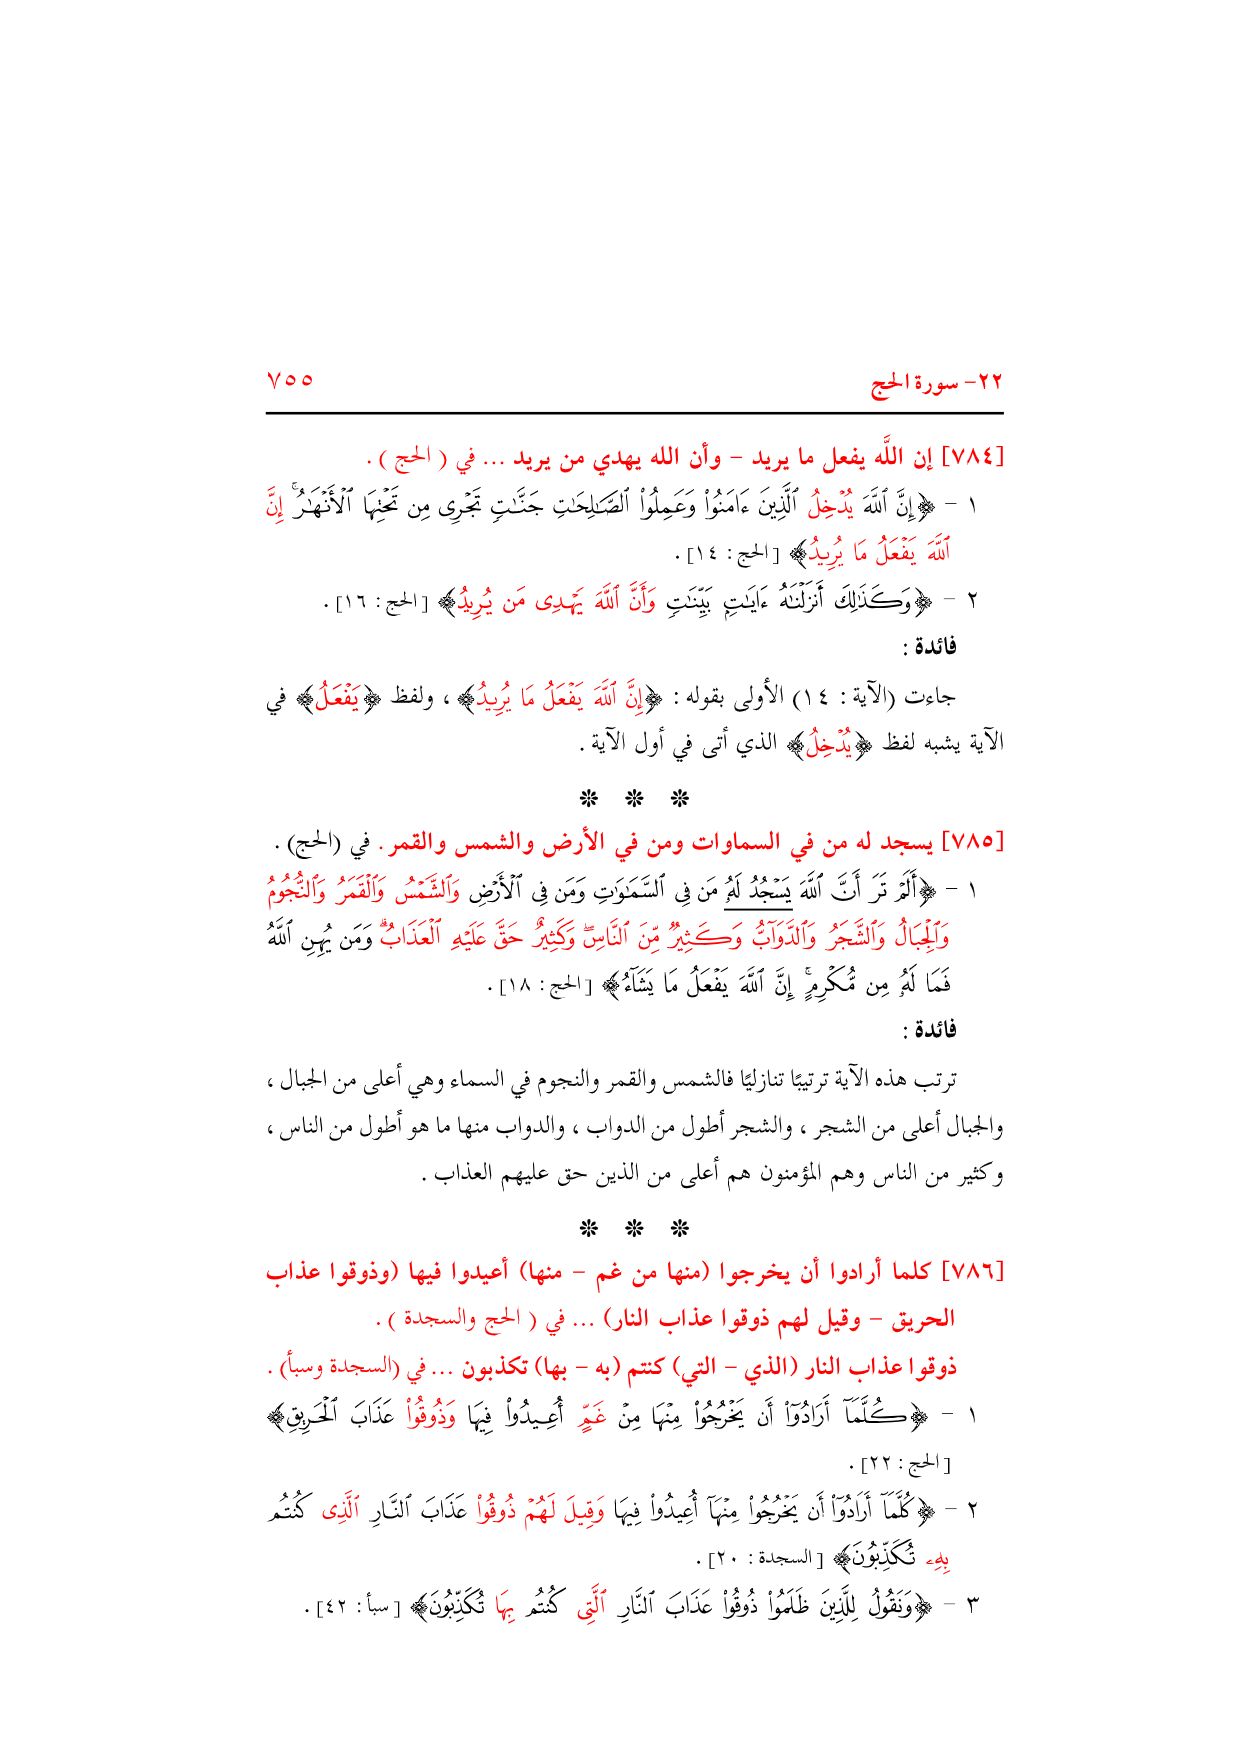 ٢٢- سورة الحج ٧٥٥
[٧٨٤] إن اللَّه يفعل ما يريد – وأن الله يهدي من يريد ... في ( الحج ) .
١ – ﴿إِنَّ ٱللَّهَ يُدۡخِلُ ٱلَّذِينَ ءَامَنُواْ وَعَمِلُواْ ٱلصَّٰلِحَٰتِ جَنَّٰتٖ تَجۡرِي مِن تَحۡتِهَا ٱلۡأَنۡهَٰرُۚ إِنَّ
ٱللَّهَ يَفۡعَلُ مَا يُرِيدُ﴾ [الحج : ١٤] .
٢ – ﴿وَكَذَٰلِكَ أَنزَلۡنَٰهُ ءَايَٰتِۭ بَيِّنَٰتٖ وَأَنَّ ٱللَّهَ يَهۡدِي مَن يُرِيدُ﴾ [الحج : ١٦] .
فائدة :
جاءت (الآية : ١٤) الأولى بقوله : ﴿إِنَّ ٱللَّهَ يَفۡعَلُ مَا يُرِيدُ﴾ ، ولفظ ﴿يَفۡعَلُ﴾ في
الآية يشبه لفظ ﴿يُدۡخِلُ﴾ الذي أتى في أول الآية .
❊ ❊ ❊
[٧٨٥] يسجد له من في السماوات ومن في الأرض والشمس والقمر . في (الحج) .
١ – ﴿أَلَمۡ تَرَ أَنَّ ٱللَّهَ يَسۡجُدُۤ لَهُۥ مَن فِي ٱلسَّمَٰوَٰتِ وَمَن فِي ٱلۡأَرۡضِ وَٱلشَّمۡسُ وَٱلۡقَمَرُ وَٱلنُّجُومُ
وَٱلۡجِبَالُ وَٱلشَّجَرُ وَٱلدَّوَآبُّ وَكَثِيرٞ مِّنَ ٱلنَّاسِۖ وَكَثِيرٌ حَقَّ عَلَيۡهِ ٱلۡعَذَابُۗ وَمَن يُهِنِ ٱللَّهُ
فَمَا لَهُۥ مِن مُّكۡرِمٍۚ إِنَّ ٱللَّهَ يَفۡعَلُ مَا يَشَآءُ﴾ [الحج : ١٨] .
فائدة :
ترتب هذه الآية ترتيبًا تنازليًا فالشمس والقمر والنجوم في السماء وهي أعلى من الجبال ،
والجبال أعلى من الشجر ، والشجر أطول من الدواب ، والدواب منها ما هو أطول من الناس ،
وكثير من الناس وهم المؤمنون هم أعلى من الذين حق عليهم العذاب .
❊ ❊ ❊
[٧٨٦] كلما أرادوا أن يخرجوا (منها من غم – منها) أعيدوا فيها (وذوقوا عذاب
الحريق – وقيل لهم ذوقوا عذاب النار) ... في ( الحج والسجدة ) .
ذوقوا عذاب النار (الذي – التي) كنتم (به – بها) تكذبون ... في (السجدة وسبأ) .
١ – ﴿كُلَّمَآ أَرَادُوٓاْ أَن يَخۡرُجُواْ مِنۡهَا مِنۡ غَمٍّ أُعِيدُواْ فِيهَا وَذُوقُواْ عَذَابَ ٱلۡحَرِيقِ﴾
[الحج : ٢٢] .
٢ – ﴿كُلَّمَآ أَرَادُوٓاْ أَن يَخۡرُجُواْ مِنۡهَآ أُعِيدُواْ فِيهَا وَقِيلَ لَهُمۡ ذُوقُواْ عَذَابَ ٱلنَّارِ ٱلَّذِي كُنتُم
بِهِۦ تُكَذِّبُونَ﴾ [السجدة : ٢٠] .
٣ – ﴿وَنَقُولُ لِلَّذِينَ ظَلَمُواْ ذُوقُواْ عَذَابَ ٱلنَّارِ ٱلَّتِي كُنتُم بِهَا تُكَذِّبُونَ﴾ [سبأ : ٤٢] .